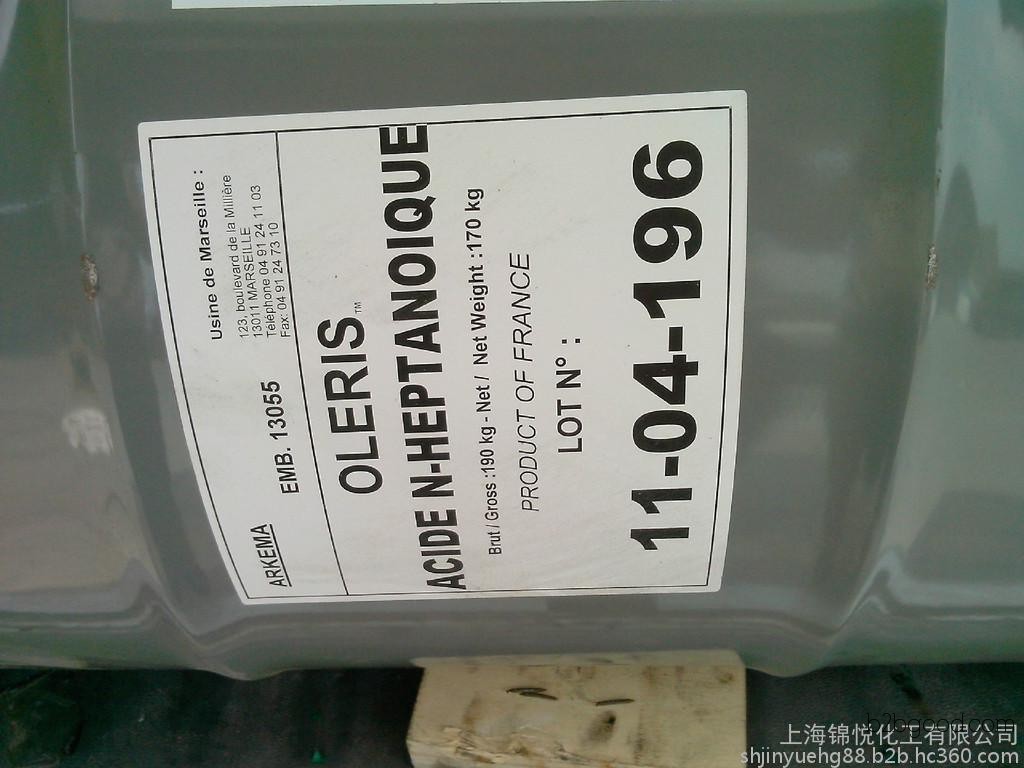 ARKEMA
EMB. 13055
Usine de Marseille :
123, boulevard de la Millière
13011 MARSEILLE
Téléphone 04 91 24 11 03
Fax: 04 91 24 73 10
OLERIS™
ACIDE N-HEPTANOIQUE
Brut / Gross :190 kg - Net / Net Weight :170 kg
PRODUCT OF FRANCE
LOT N° :
11-04-196
上海锦悦化工有限公司
shjinyuehg88.b2b.hc360.com